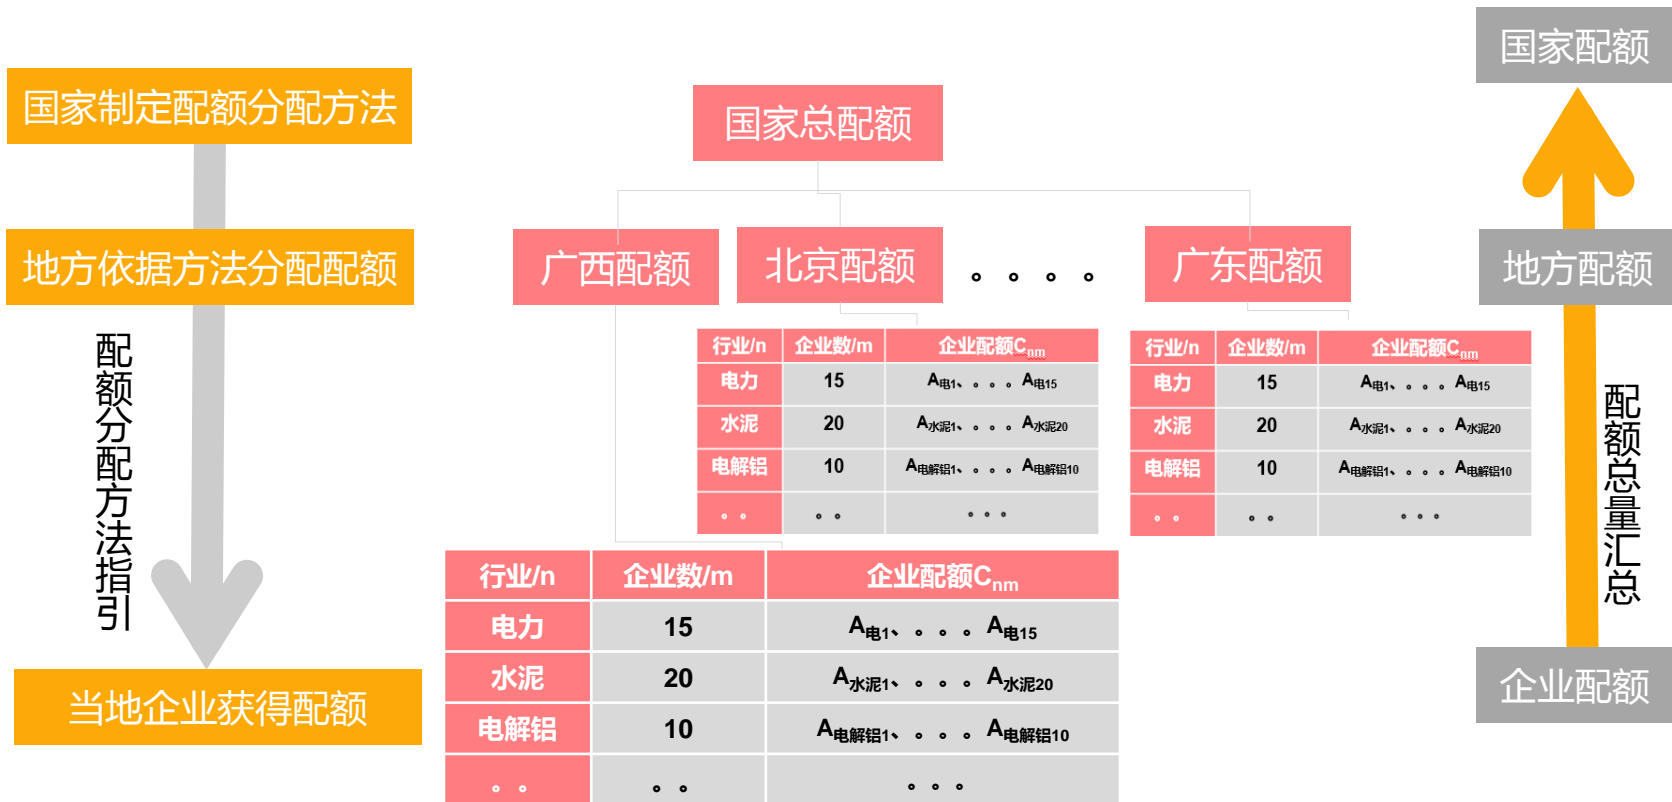 国家制定配额分配方法
地方依据方法分配配额
配额分配方法指引
当地企业获得配额
国家总配额
广西配额
北京配额
。。。。
广东配额
行业/n 企业数/m 企业配额Cnm
电力 15 A电1、。。。A电15
水泥 20 A水泥1、。。。A水泥20
电解铝 10 A电解铝1、。。。A电解铝10
。。 。。 。。。
行业/n 企业数/m 企业配额Cnm
电力 15 A电1、。。。A电15
水泥 20 A水泥1、。。。A水泥20
电解铝 10 A电解铝1、。。。A电解铝10
。。 。。 。。。
行业/n 企业数/m 企业配额Cnm
电力 15 A电1、。。。A电15
水泥 20 A水泥1、。。。A水泥20
电解铝 10 A电解铝1、。。。A电解铝10
。。 。。 。。。
国家配额
地方配额
配额总量汇总
企业配额